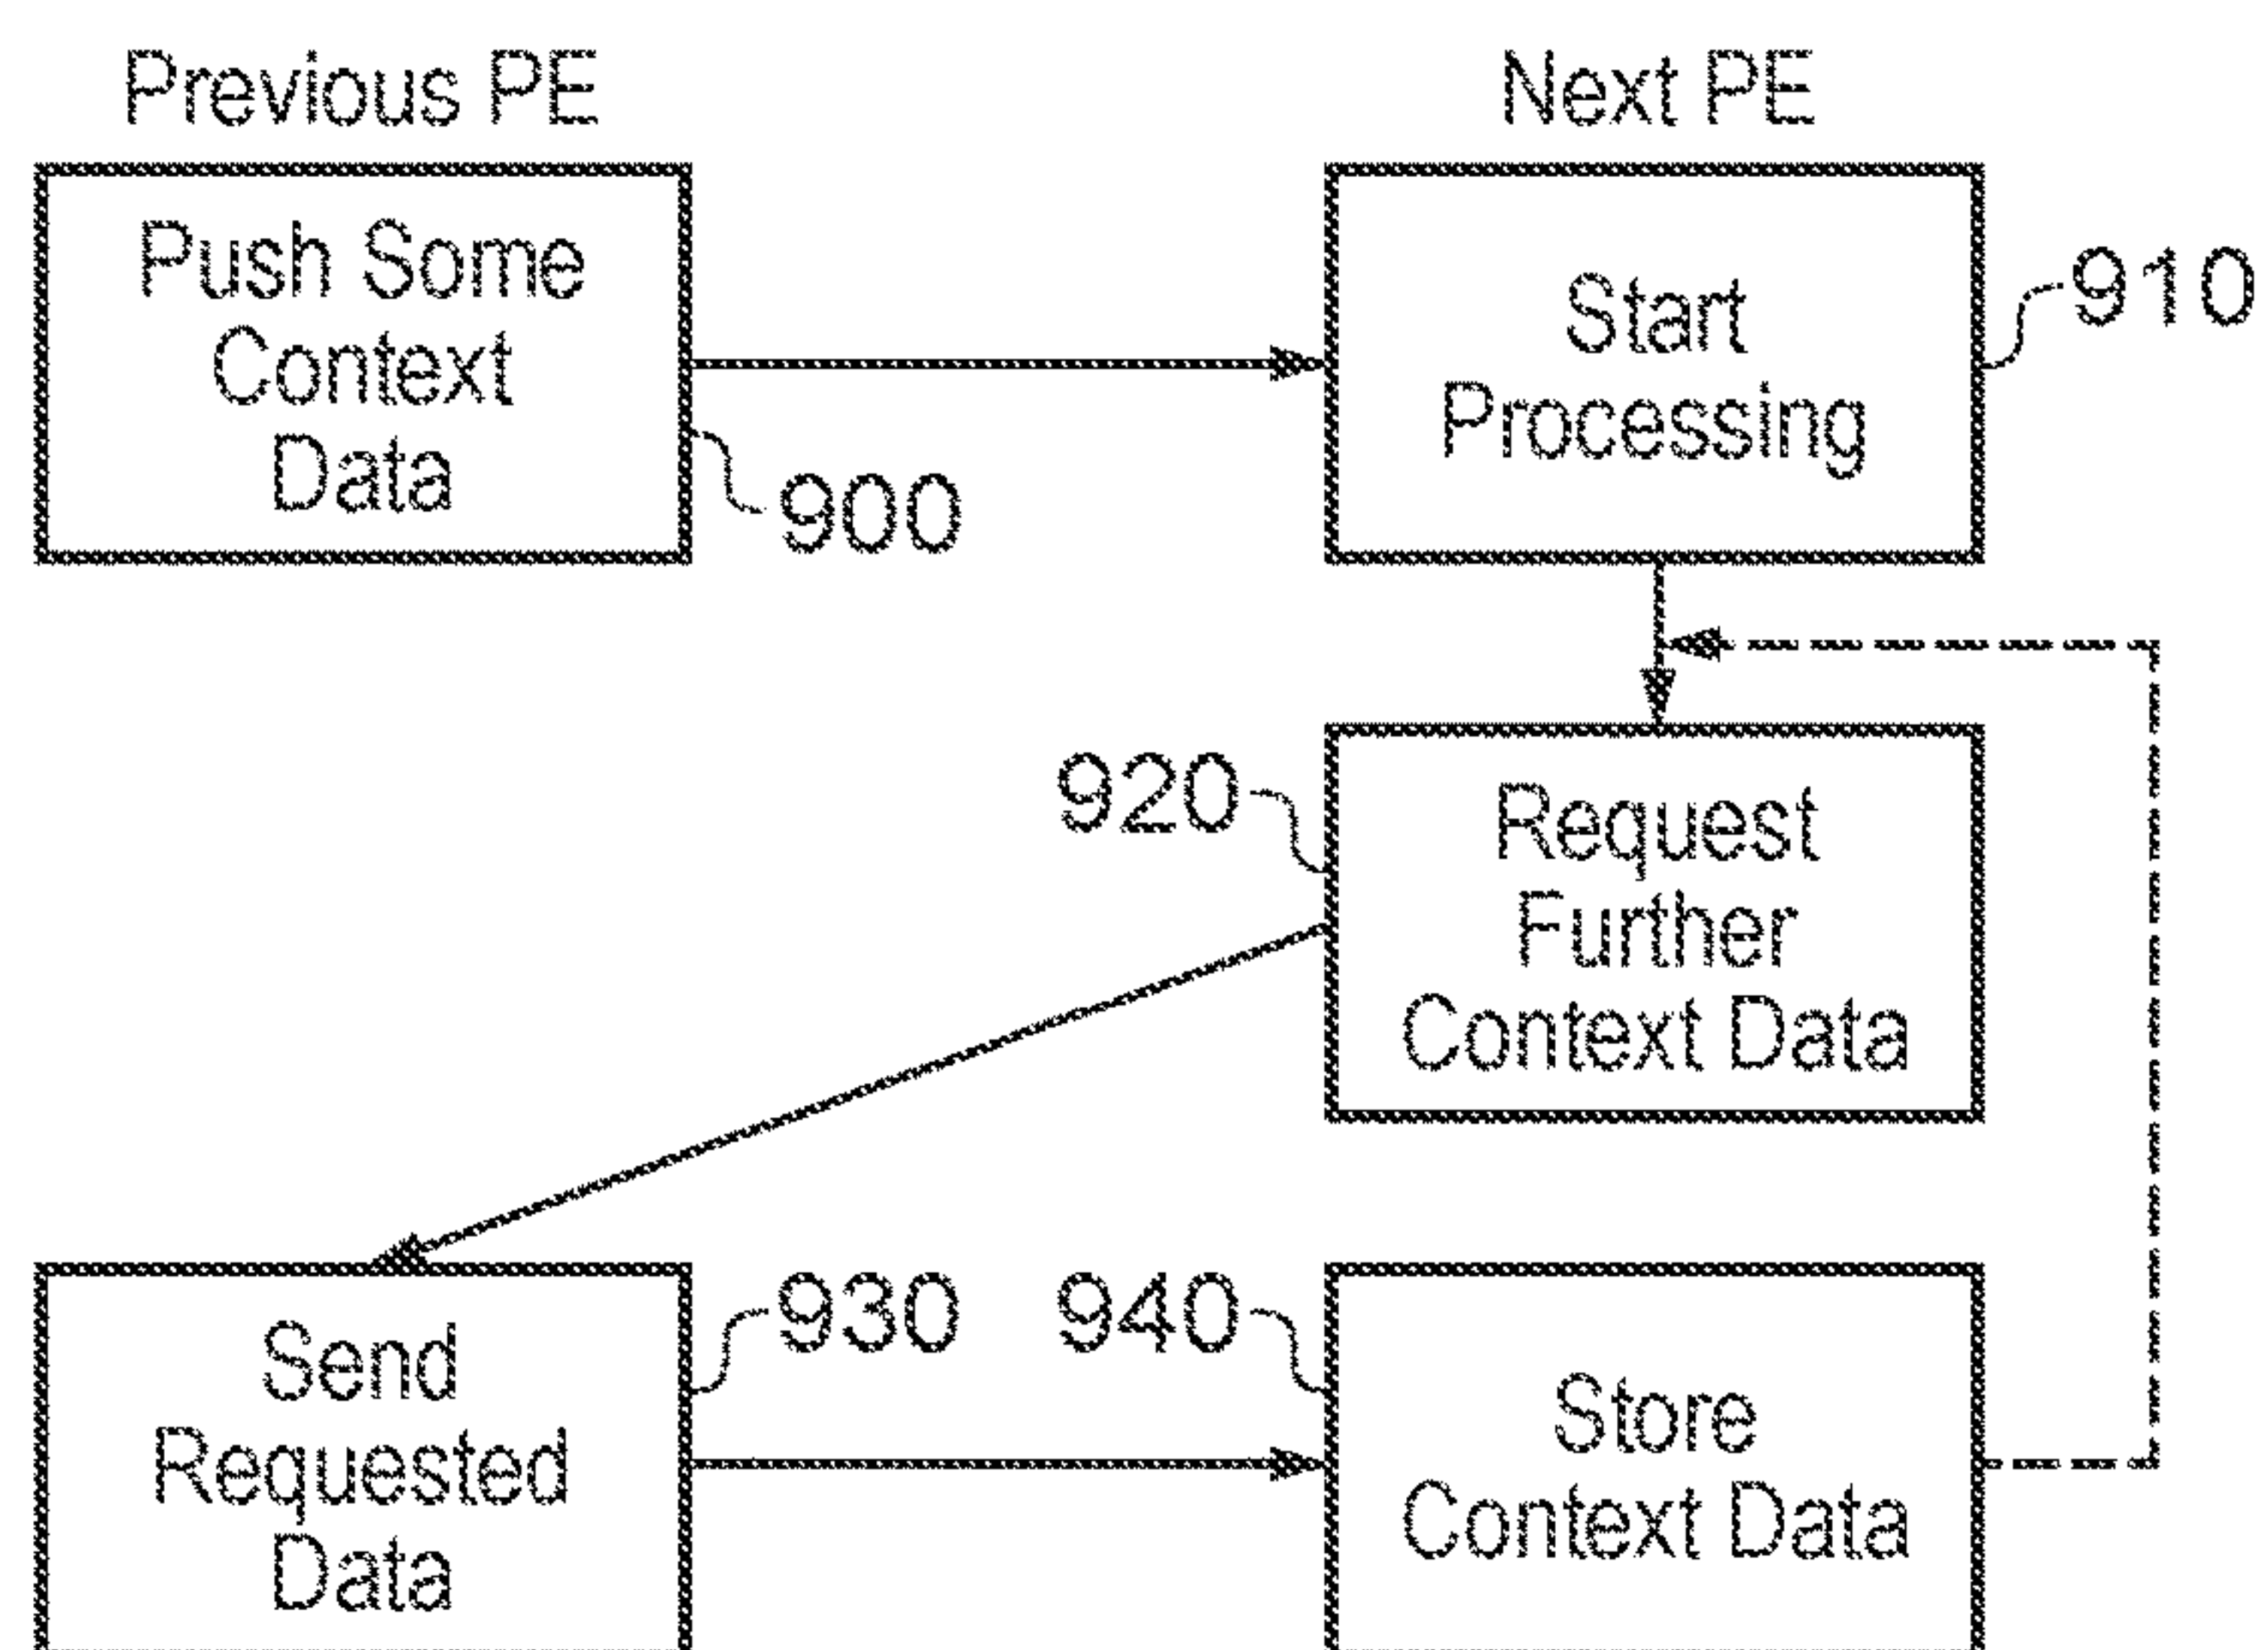 Previous PE
Next PE
Push Some
Context
Data
900
Start
Processing
910
920
Request
Further
Context Data
Send
Requested
Data
930
940
Store
Context Data